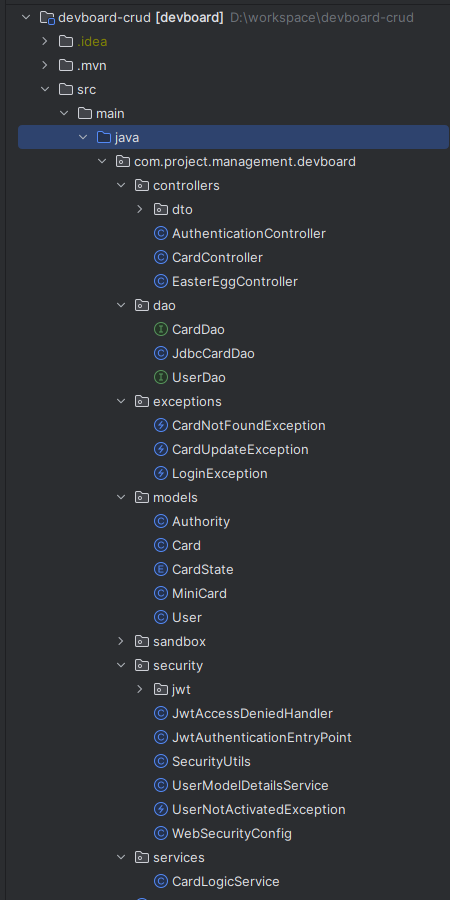 devboard-crud [devboard] D:\workspace\devboard-crud
.idea
.mvn
src
main
java
com.project.management.devboard
controllers
dto
C AuthenticationController
C CardController
C EasterEggController
dao
I CardDao
C JdbcCardDao
I UserDao
exceptions
CardNotFoundException
CardUpdateException
LoginException
models
C Authority
C Card
E CardState
C MiniCard
C User
sandbox
security
jwt
C JwtAccessDeniedHandler
C JwtAuthenticationEntryPoint
C SecurityUtils
C UserModelDetailsService
UserNotActivatedException
C WebSecurityConfig
services
C CardLogicService